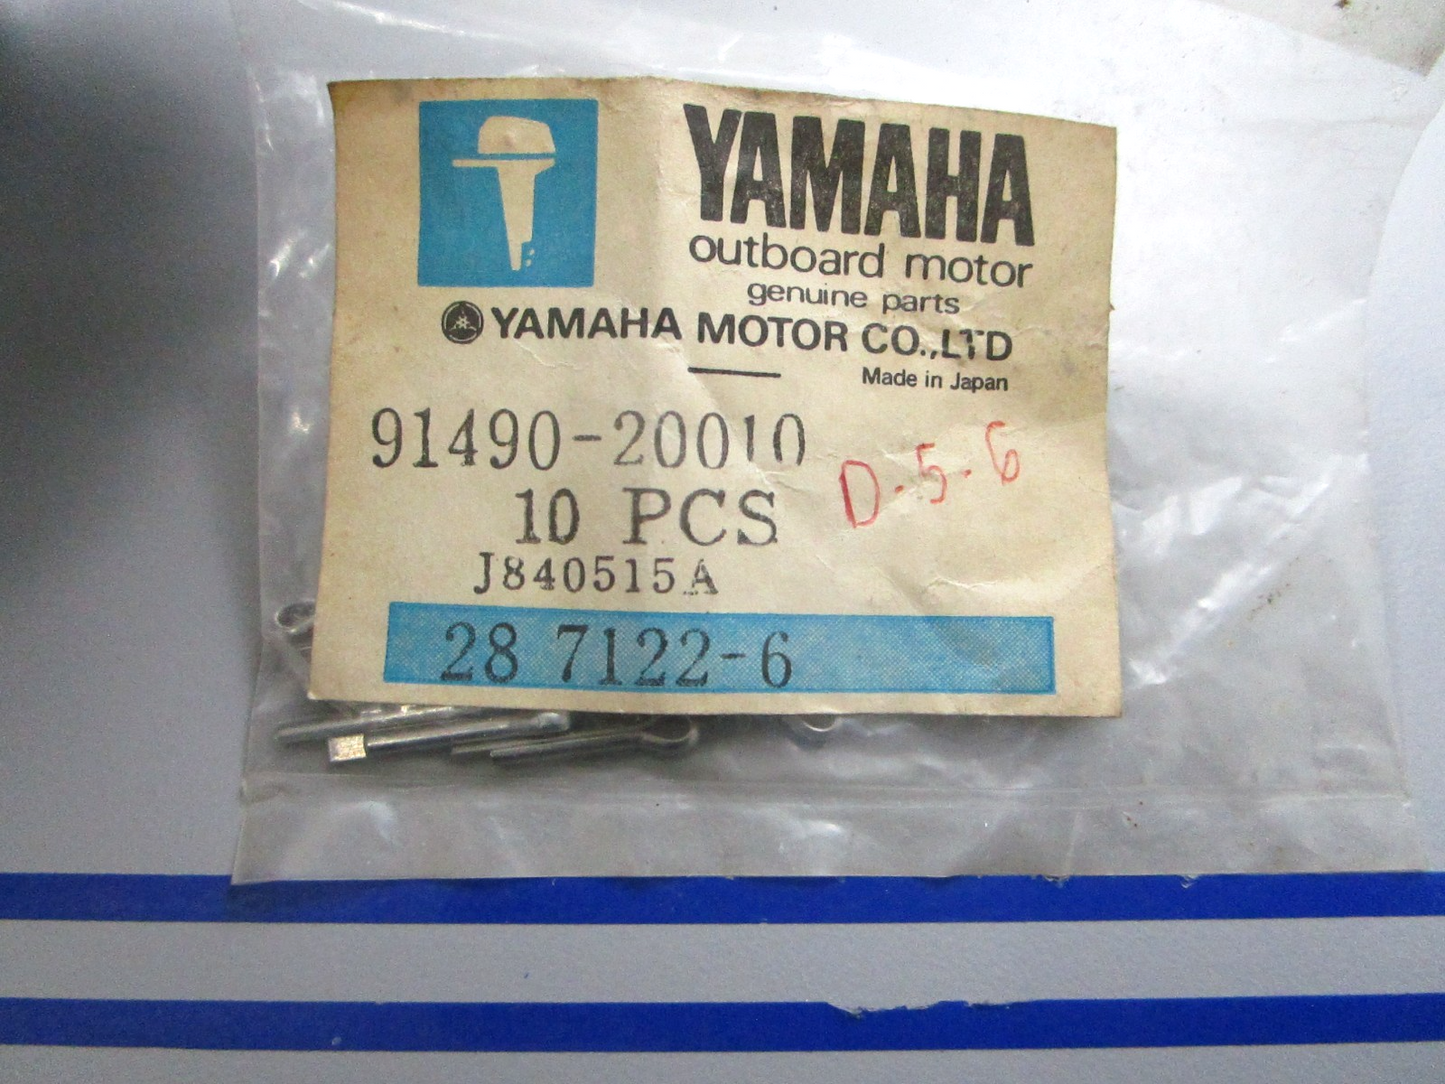 YAMAHA
outboard motor
genuine parts
YAMAHA MOTOR CO.,LTD
Made in Japan
91490-20010
D-5-6
10 PCS
J840515A
28 7122-6